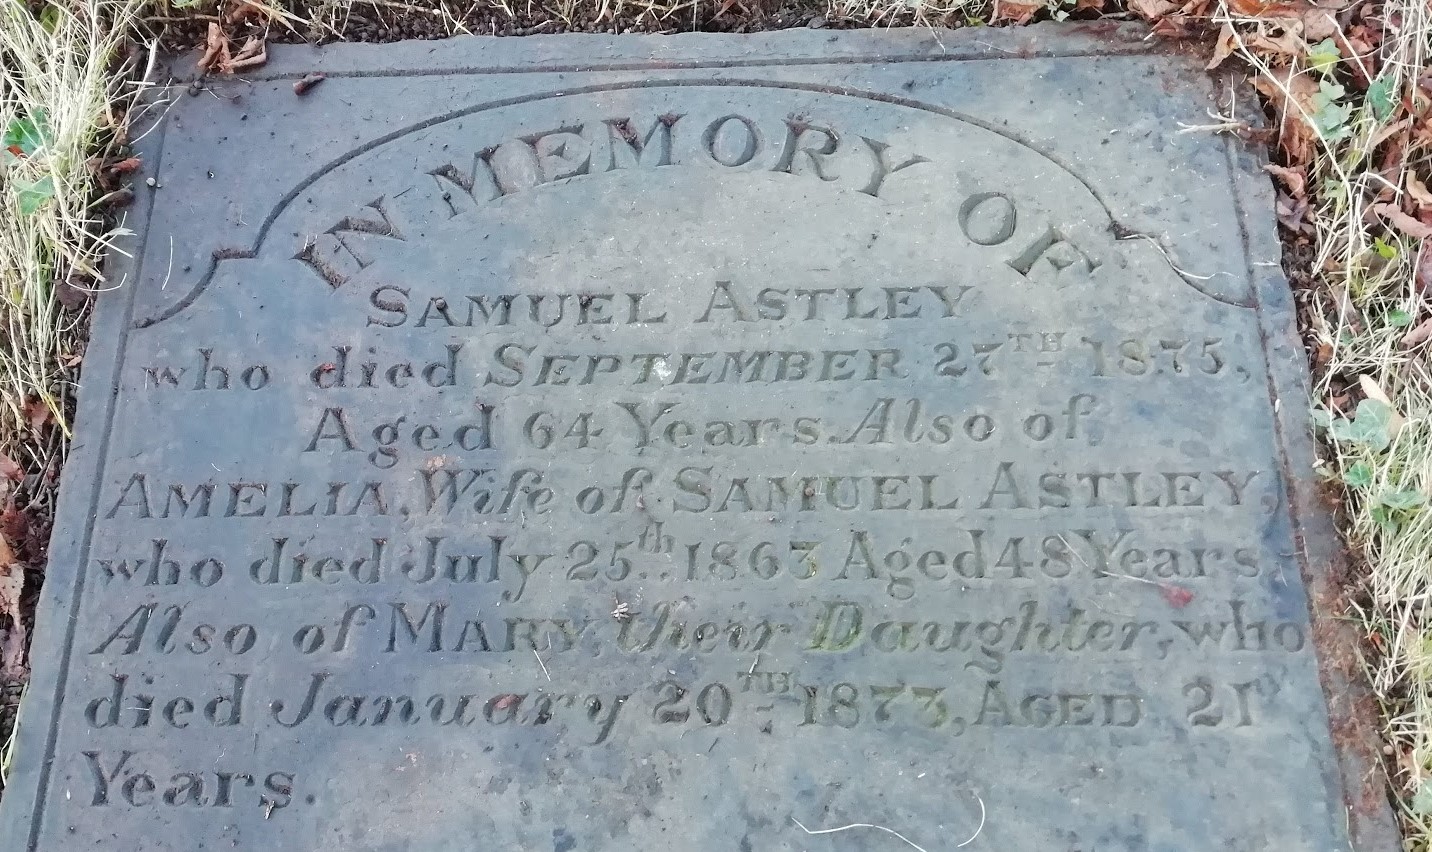 IN MEMORY OF
SAMUEL ASTLEY
who died SEPTEMBER 27TH 1875,
Aged 64 Years. Also of
AMELIA, Wife of SAMUEL ASTLEY,
who died July 25th 1863 Aged 48 Years
Also of MARY, their Daughter, who
died January 20TH 1873, AGED 21
Years.